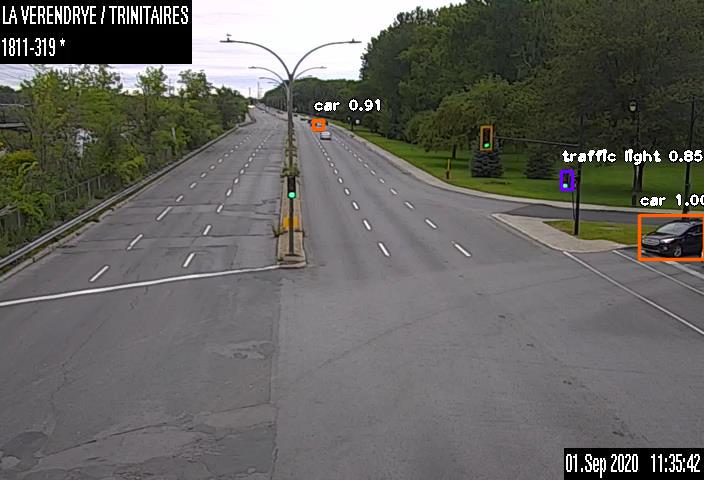 LA VERENDRYE / TRINITAIRES
1811-319 *
car 0.91
traffic light 0.85
car 1.00
01.Sep 2020 11:35:42